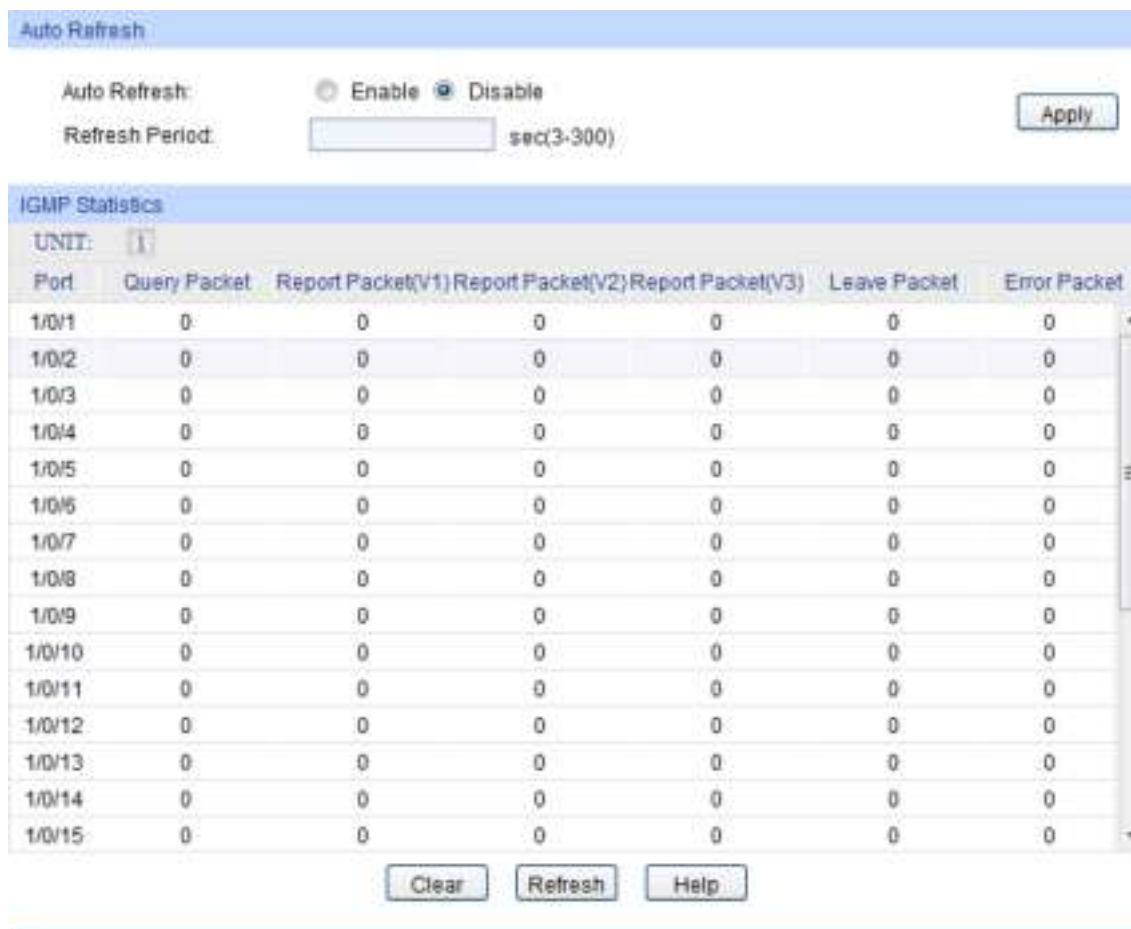 Auto Refresh
Auto Refresh: Enable Disable
Refresh Period: sec(3-300)
Apply
IGMP Statistics
UNIT: 1
Port Query Packet Report Packet(V1) Report Packet(V2) Report Packet(V3) Leave Packet Error Packet
1/0/1 0 0 0 0 0 0
1/0/2 0 0 0 0 0 0
1/0/3 0 0 0 0 0 0
1/0/4 0 0 0 0 0 0
1/0/5 0 0 0 0 0 0
1/0/6 0 0 0 0 0 0
1/0/7 0 0 0 0 0 0
1/0/8 0 0 0 0 0 0
1/0/9 0 0 0 0 0 0
1/0/10 0 0 0 0 0 0
1/0/11 0 0 0 0 0 0
1/0/12 0 0 0 0 0 0
1/0/13 0 0 0 0 0 0
1/0/14 0 0 0 0 0 0
1/0/15 0 0 0 0 0 0
Clear Refresh Help